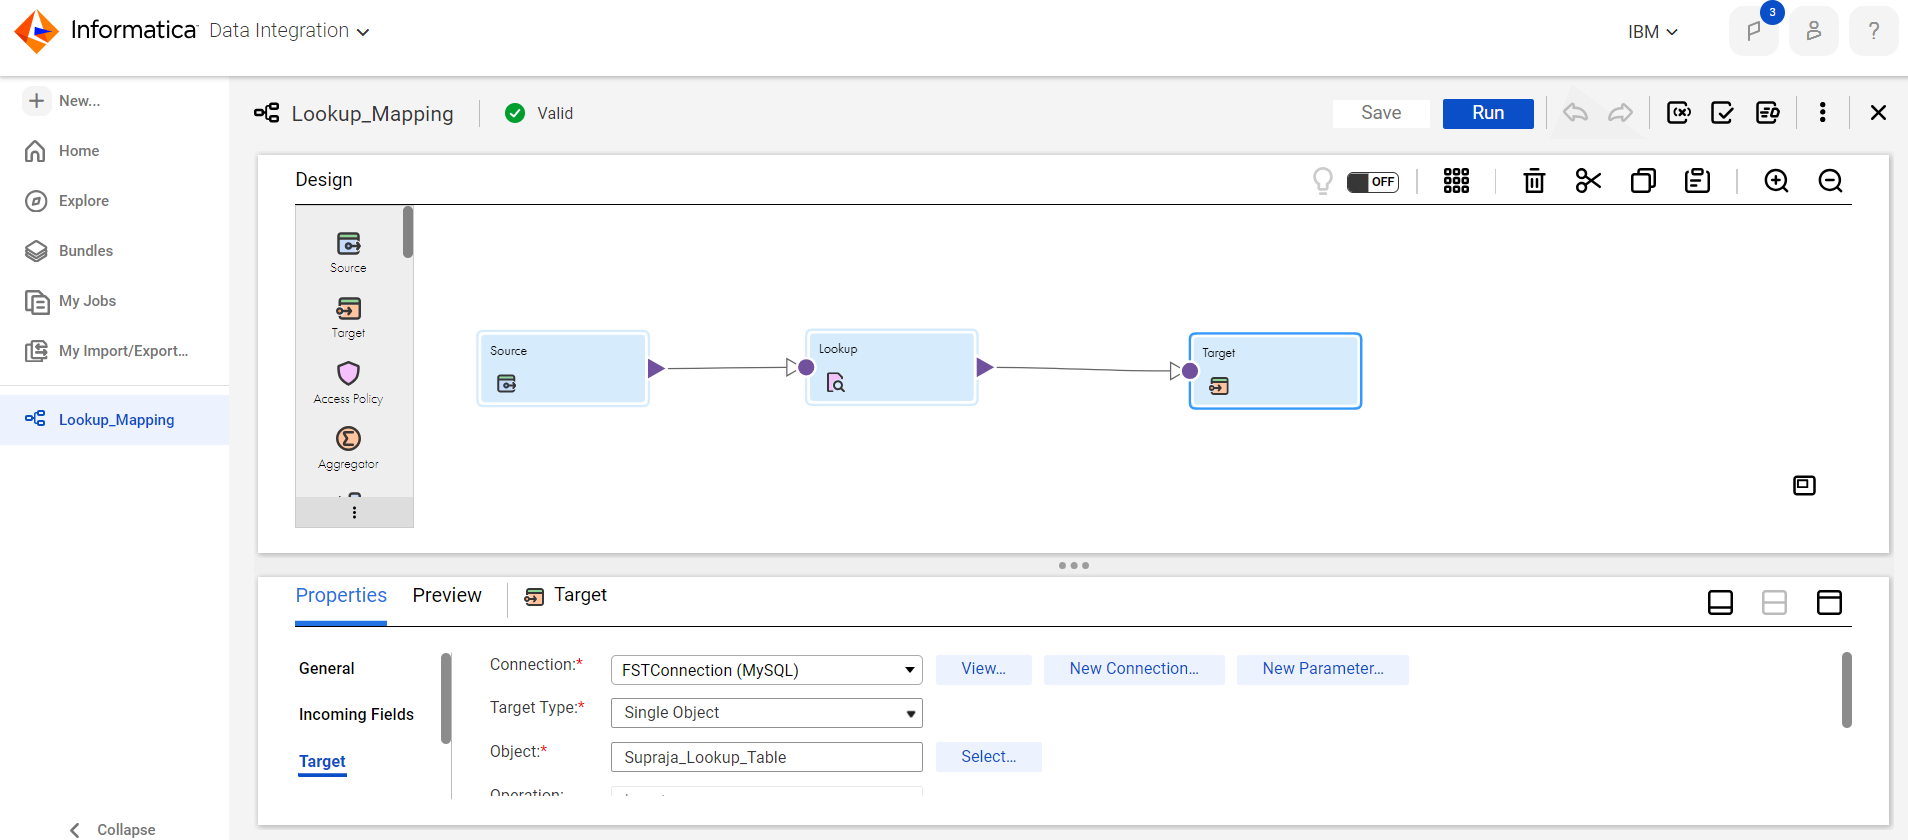 Informatica Data Integration
3
IBM
?
New...
Home
Explore
Bundles
My Jobs
My Import/Export...
Lookup_Mapping
Collapse
Lookup_Mapping
Valid
Save
Run
Design
OFF
Source
Target
Access Policy
Aggregator
Source
Lookup
Target
Properties
Preview
Target
General
Incoming Fields
Target
Connection:*
FSTConnection (MySQL)
View...
New Connection...
New Parameter...
Target Type:*
Single Object
Object:*
Supraja_Lookup_Table
Select...
Operation: